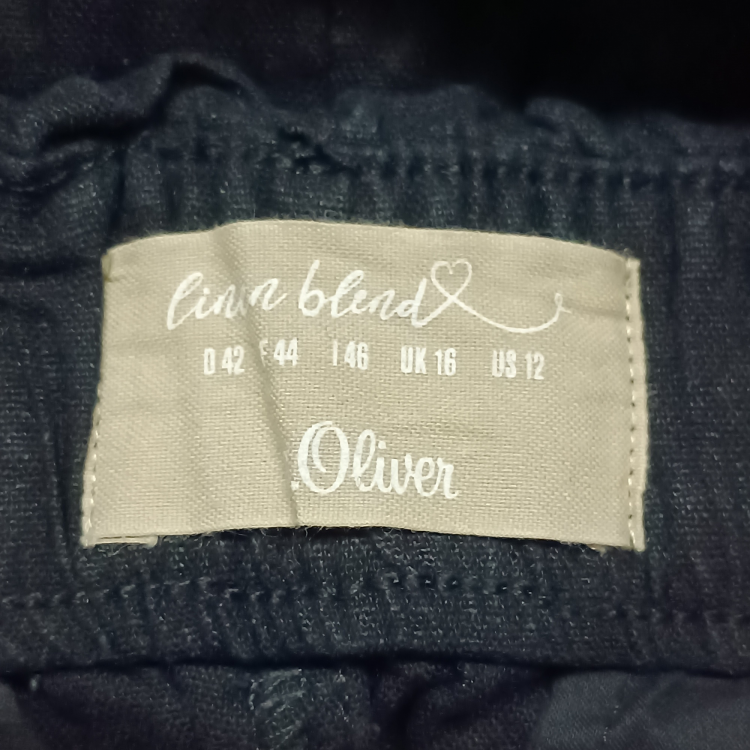 linen blend
D 42 F 44 I 46 UK 16 US 12
.Oliver